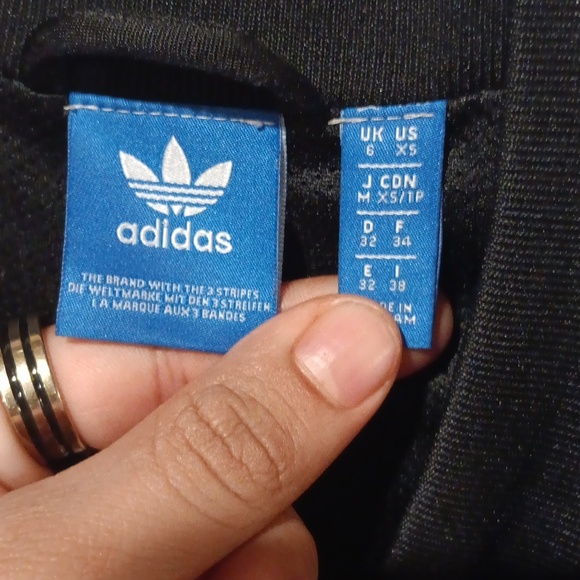 adidas
THE BRAND WITH THE 3 STRIPES
DIE WELTMARKE MIT DEN 3 STREIFEN
LA MARQUE AUX 3 BANDES
UK US
6 XS
J CDN
M XS/TP
D F
32 34
E I
32 38
IN